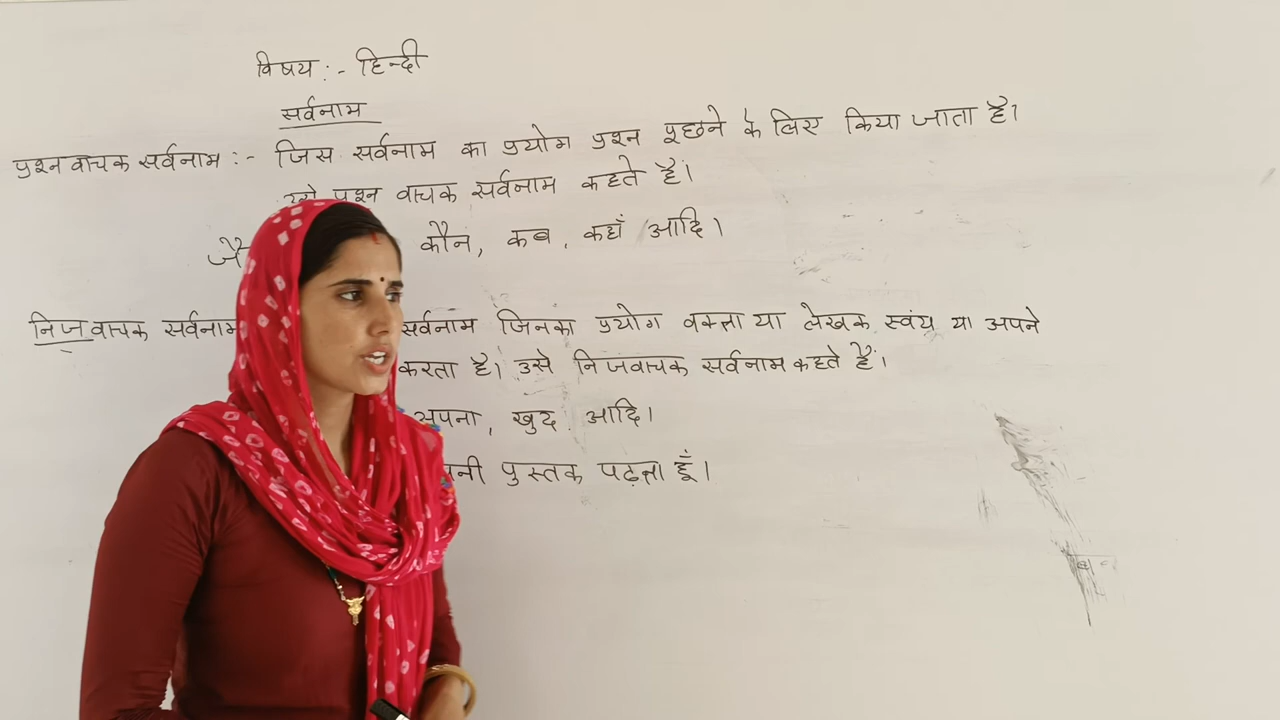 विषय :- हिन्दी
सर्वनाम
प्रश्नवाचक सर्वनाम :- जिस सर्वनाम का प्रयोग प्रश्न पूछने के लिए किया जाता है।
प्रश्न वाचक सर्वनाम कहते है।
कौन, कब, कहाँ आदि।
निजवाचक सर्वनाम सर्वनाम जिनका प्रयोग वक्ता या लेखक स्वंय या अपने
करता है। उसे निजवाचक सर्वनाम कहते हैं।
अपना, खुद आदि।
पुस्तक पढ़ता हूँ।